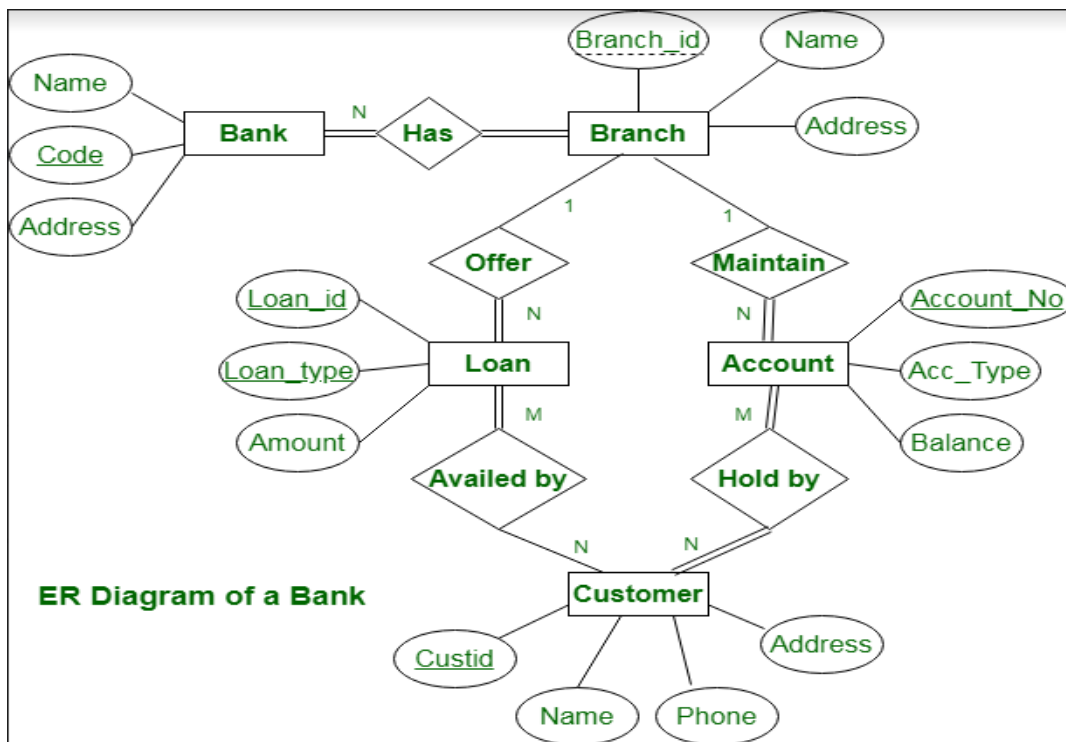 Branch_id
Name
Name
Bank
N
Has
Branch
Address
Code
Address
1
1
Offer
Maintain
Loan_id
N
N
Account_No
Loan_type
Loan
Account
Acc_Type
Amount
M
M
Balance
Availed by
Hold by
N
N
ER Diagram of a Bank
Customer
Custid
Address
Name
Phone